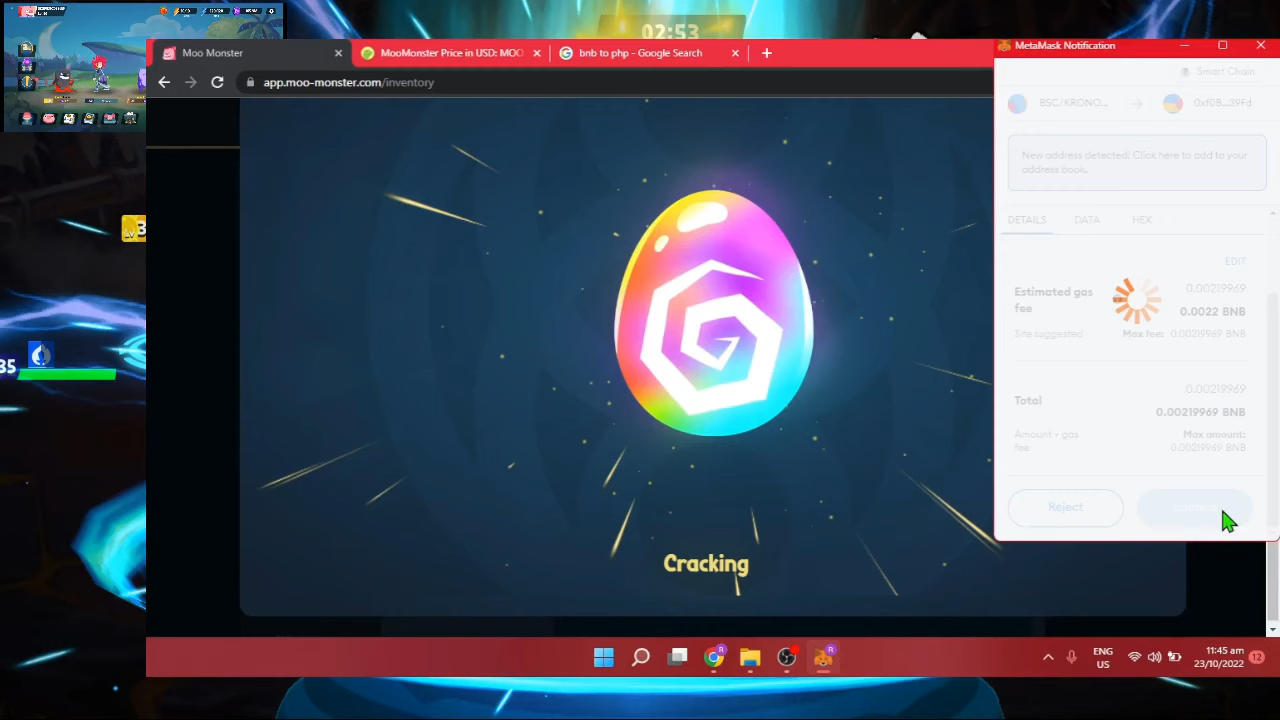 02:53
Moo Monster
MooMonster Price in USD: MOO
bnb to php - Google Search
MetaMask Notification
app.moo-monster.com/inventory
Smart Chain
BSC/KRONO...
0xf0B...39Fd
New address detected! Click here to add to your
address book.
DETAILS
DATA
HEX
EDIT
Estimated gas
fee
0.00219969
0.0022 BNB
Site suggested
Max fee:
0.00219969 BNB
Total
0.00219969
0.00219969 BNB
Amount + gas
fee
Max amount:
0.00219969 BNB
Reject
Cracking
35
ENG
US
11:45 am
23/10/2022
12